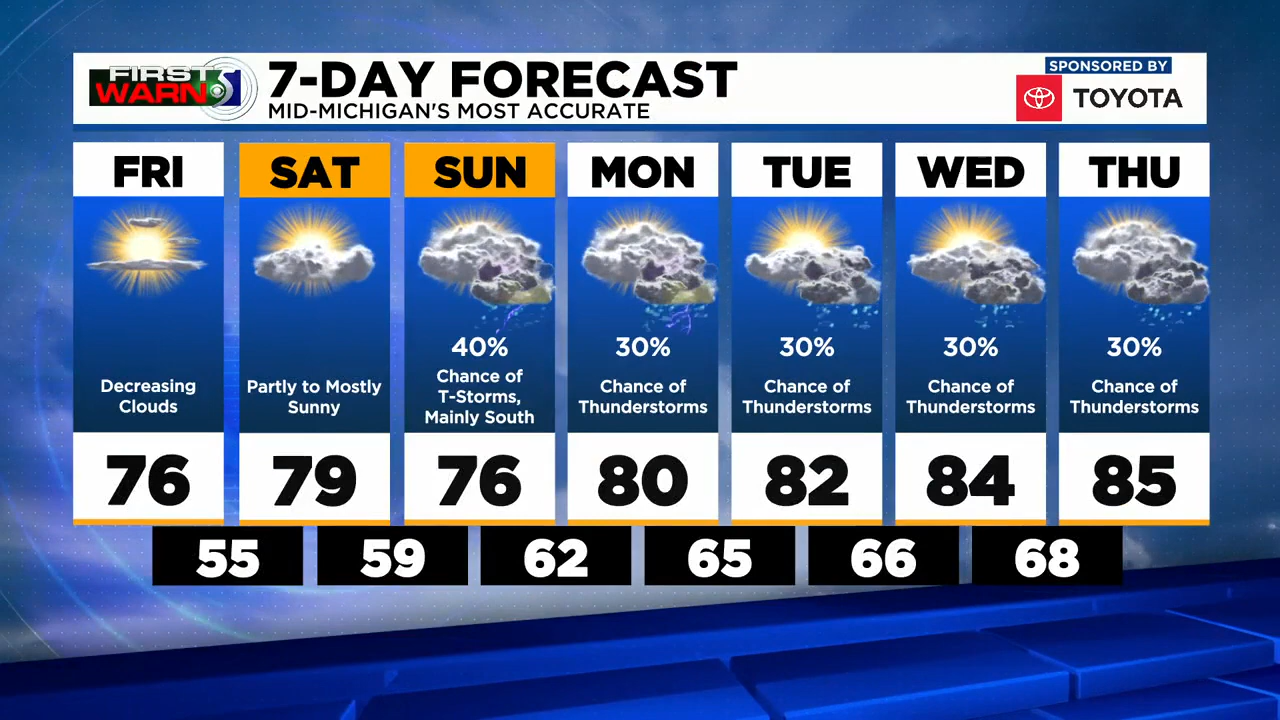 FIRST
WARN 5
7-DAY FORECAST
MID-MICHIGAN'S MOST ACCURATE
SPONSORED BY
TOYOTA
FRI
SAT
SUN
MON
TUE
WED
THU
40%
30%
30%
30%
30%
Decreasing
Clouds
Partly to Mostly
Sunny
Chance of
T-Storms,
Mainly South
Chance of
Thunderstorms
Chance of
Thunderstorms
Chance of
Thunderstorms
Chance of
Thunderstorms
76
79
76
80
82
84
85
55
59
62
65
66
68